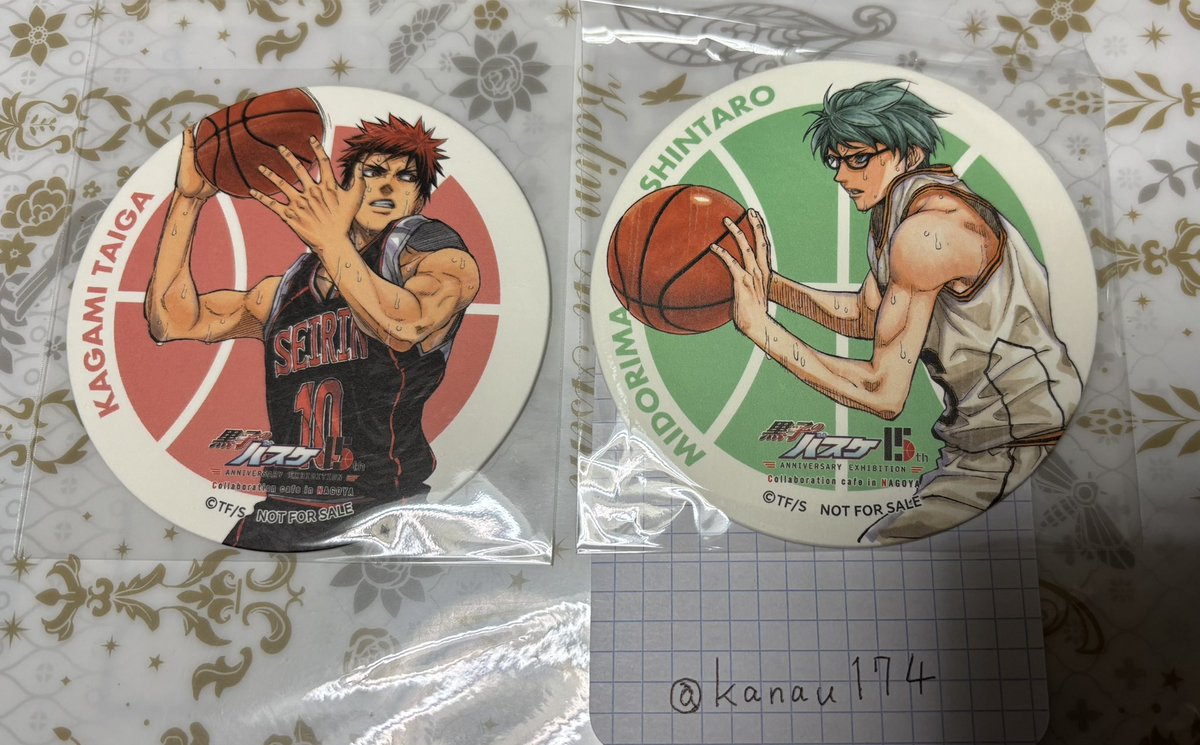 KAGAMI TAIGA
SEIRIN
10
黒子のバスケ 15th
ANNIVERSARY EXHIBITION
Collaboration cafe in NAGOYA
©TF/S NOT FOR SALE
MIDORIMA SHINTARO
黒子のバスケ 15th
ANNIVERSARY EXHIBITION
Collaboration cafe in NAGOYA
©TF/S NOT FOR SALE
@kanau174